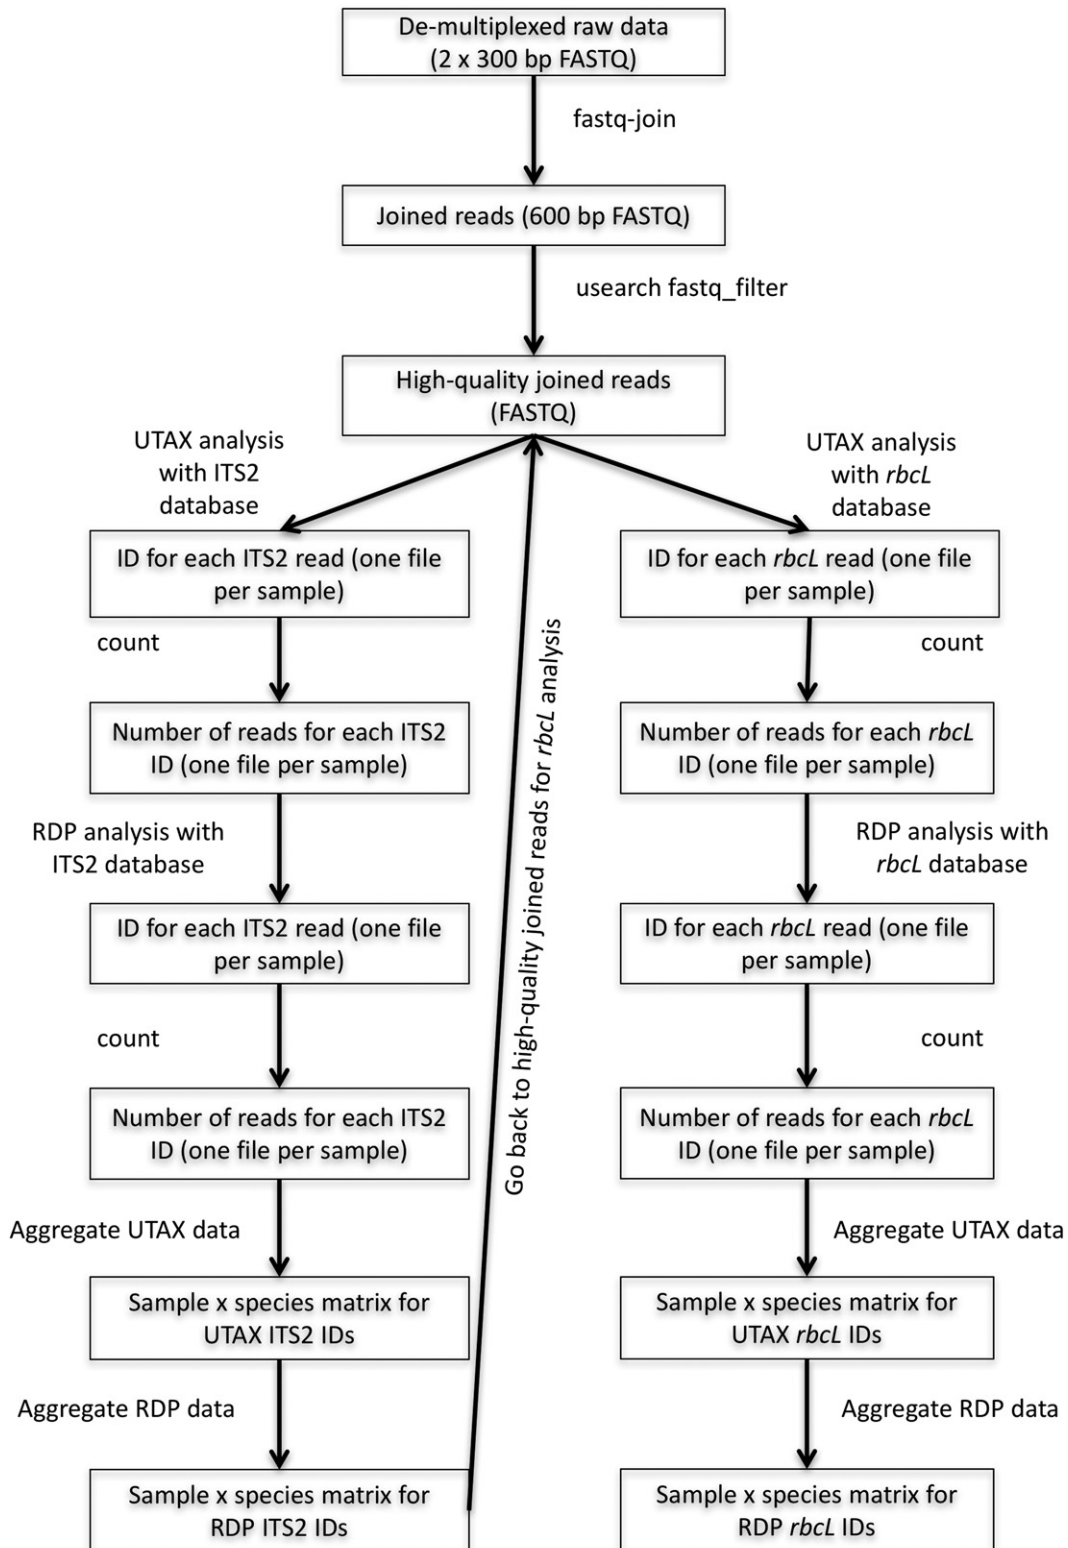 De-multiplexed raw data
(2 x 300 bp FASTQ)
fastq-join
Joined reads (600 bp FASTQ)
usearch fastq_filter
High-quality joined reads
(FASTQ)
UTAX analysis
with ITS2
database
UTAX analysis
with rbcL
database
ID for each ITS2 read (one file
per sample)
ID for each rbcL read (one file
per sample)
count
count
Number of reads for each ITS2
ID (one file per sample)
Number of reads for each rbcL
ID (one file per sample)
RDP analysis with
ITS2 database
RDP analysis with
rbcL database
ID for each ITS2 read (one file
per sample)
ID for each rbcL read (one file
per sample)
count
count
Number of reads for each ITS2
ID (one file per sample)
Number of reads for each rbcL
ID (one file per sample)
Go back to high-quality joined reads for rbcL analysis
Aggregate UTAX data
Aggregate UTAX data
Sample x species matrix for
UTAX ITS2 IDs
Sample x species matrix for
UTAX rbcL IDs
Aggregate RDP data
Aggregate RDP data
Sample x species matrix for
RDP ITS2 IDs
Sample x species matrix for
RDP rbcL IDs